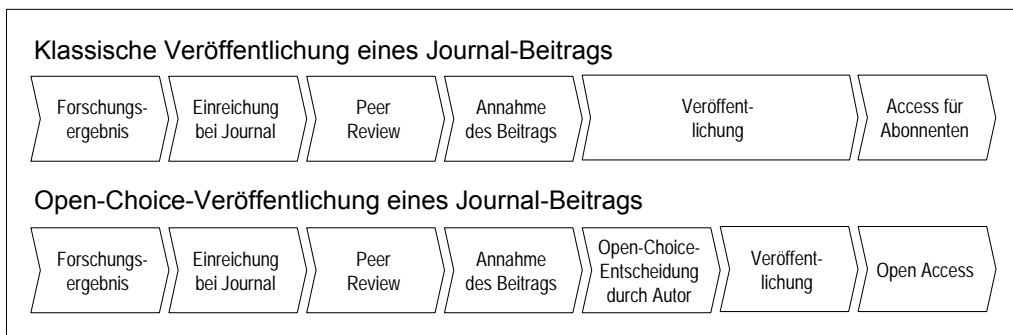 Klassische Veröffentlichung eines Journal-Beitrags
Forschungs-
ergebnis
Einreichung
bei Journal
Peer
Review
Annahme
des Beitrags
Veröffent-
lichung
Access für
Abonnenten
Open-Choice-Veröffentlichung eines Journal-Beitrags
Forschungs-
ergebnis
Einreichung
bei Journal
Peer
Review
Annahme
des Beitrags
Open-Choice-
Entscheidung
durch Autor
Veröffent-
lichung
Open Access